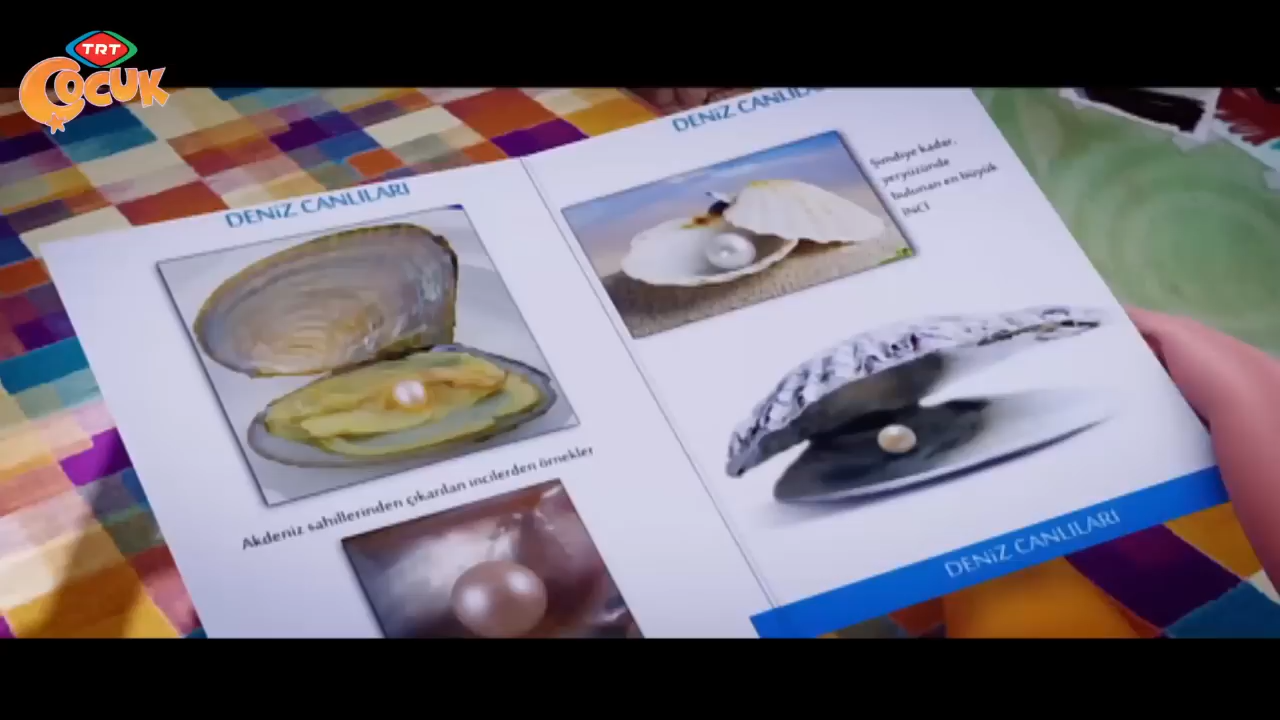 TRT
ÇOCUK
DENİZ CANLILARI
Akdeniz sahillerinden çıkarılan incilerden örnekler
DENİZ CANLILA
Şimdiye kadar,
yeryüzünde
bulunan en büyük
İNCİ
DENİZ CANLILARI